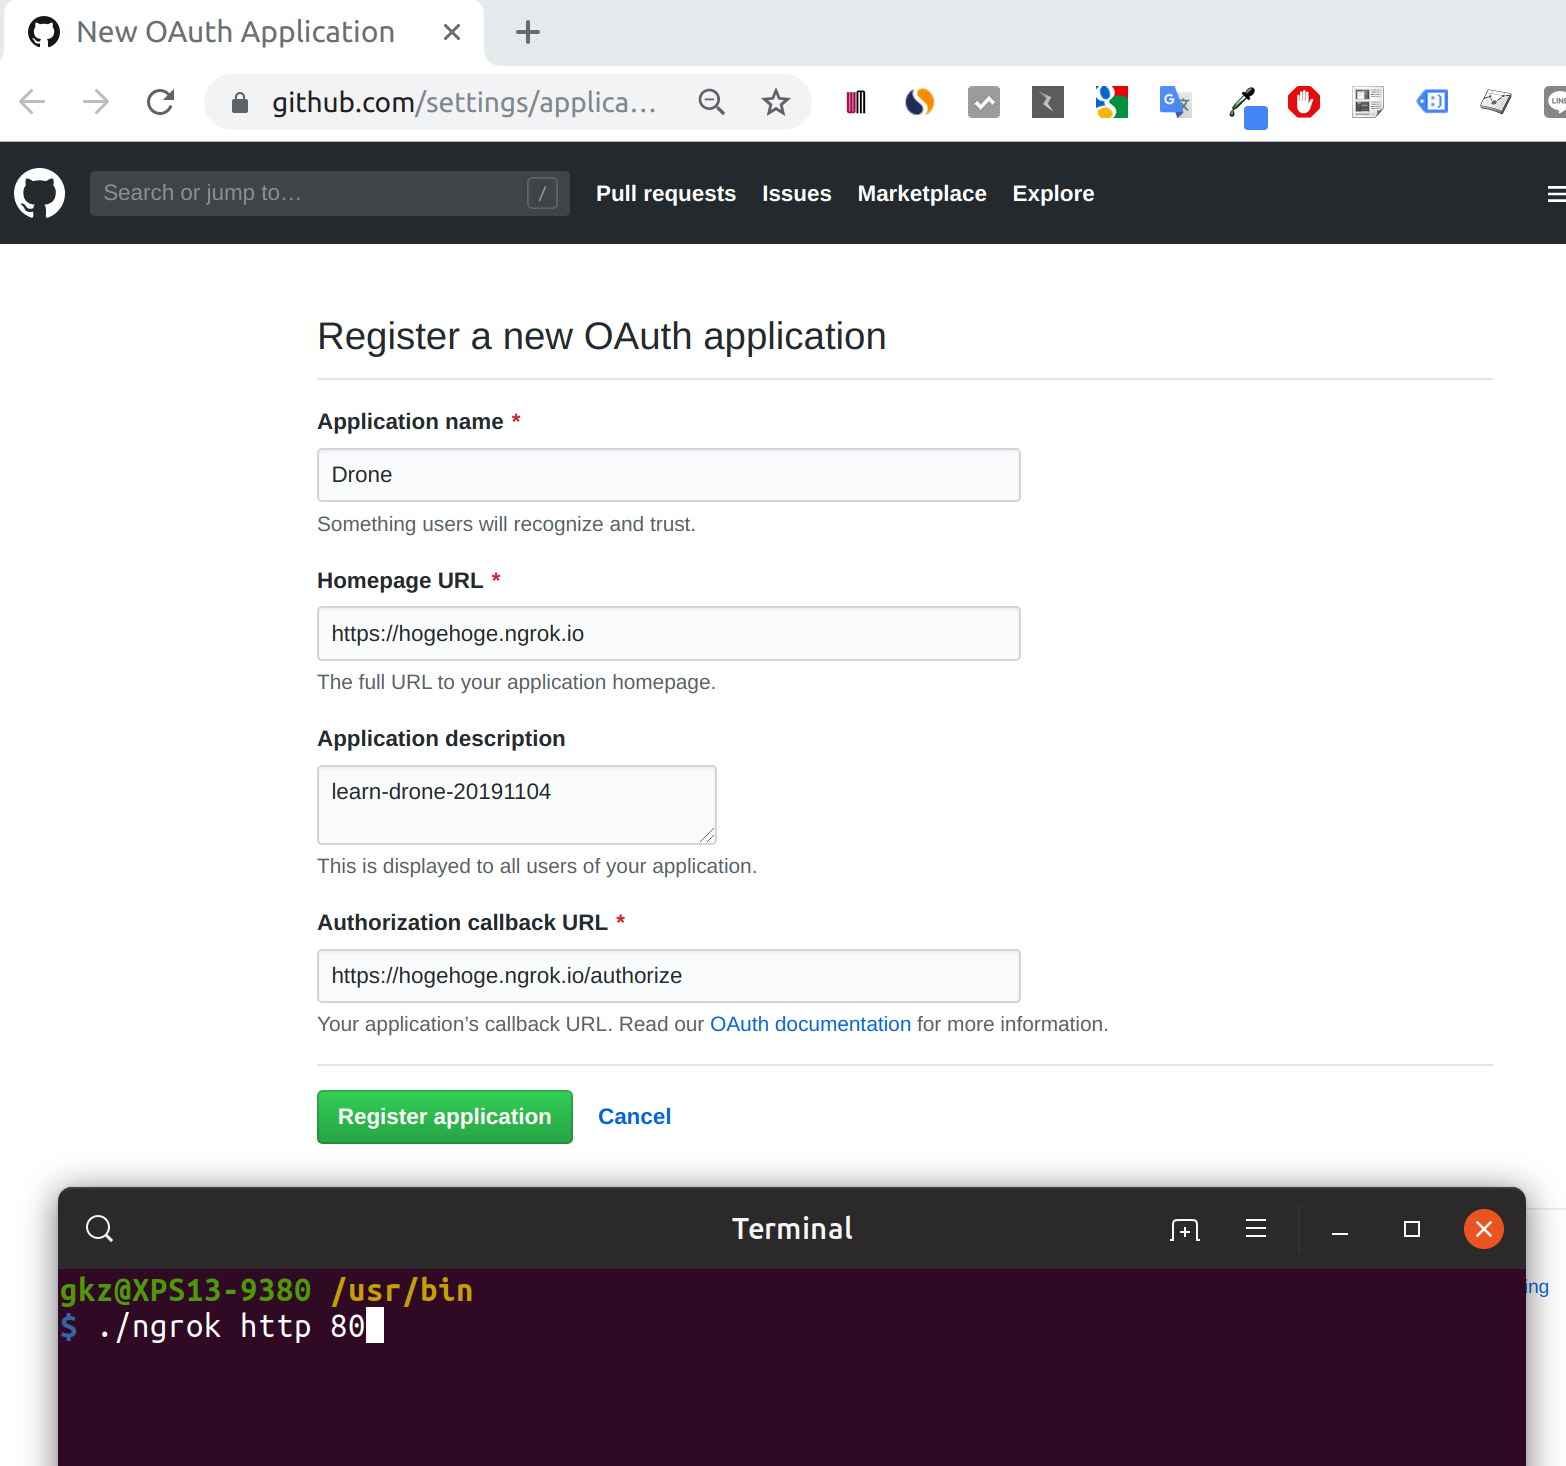 New OAuth Application
github.com/settings/applica…
Search or jump to…
/
Pull requests Issues Marketplace Explore
Register a new OAuth application
Application name *
Drone
Something users will recognize and trust.
Homepage URL *
https://hogehoge.ngrok.io
The full URL to your application homepage.
Application description
learn-drone-20191104
This is displayed to all users of your application.
Authorization callback URL *
https://hogehoge.ngrok.io/authorize
Your application’s callback URL. Read our OAuth documentation for more information.
Register application Cancel
Terminal
gkz@XPS13-9380 /usr/bin
ing
$ ./ngrok http 80